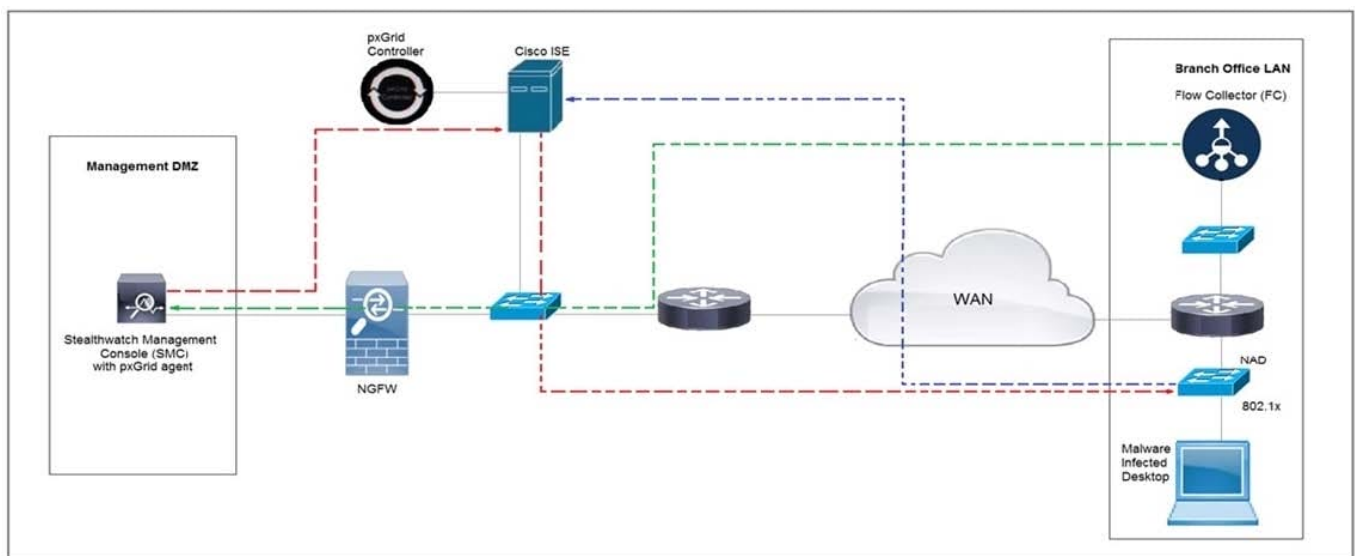 pxGrid
Controller
Cisco ISE
Branch Office LAN
Flow Collector (FC)
Management DMZ
WAN
Stealthwatch Management
Console (SMC)
with pxGrid agent
NGFW
NAD
802.1x
Malware
Infected
Desktop